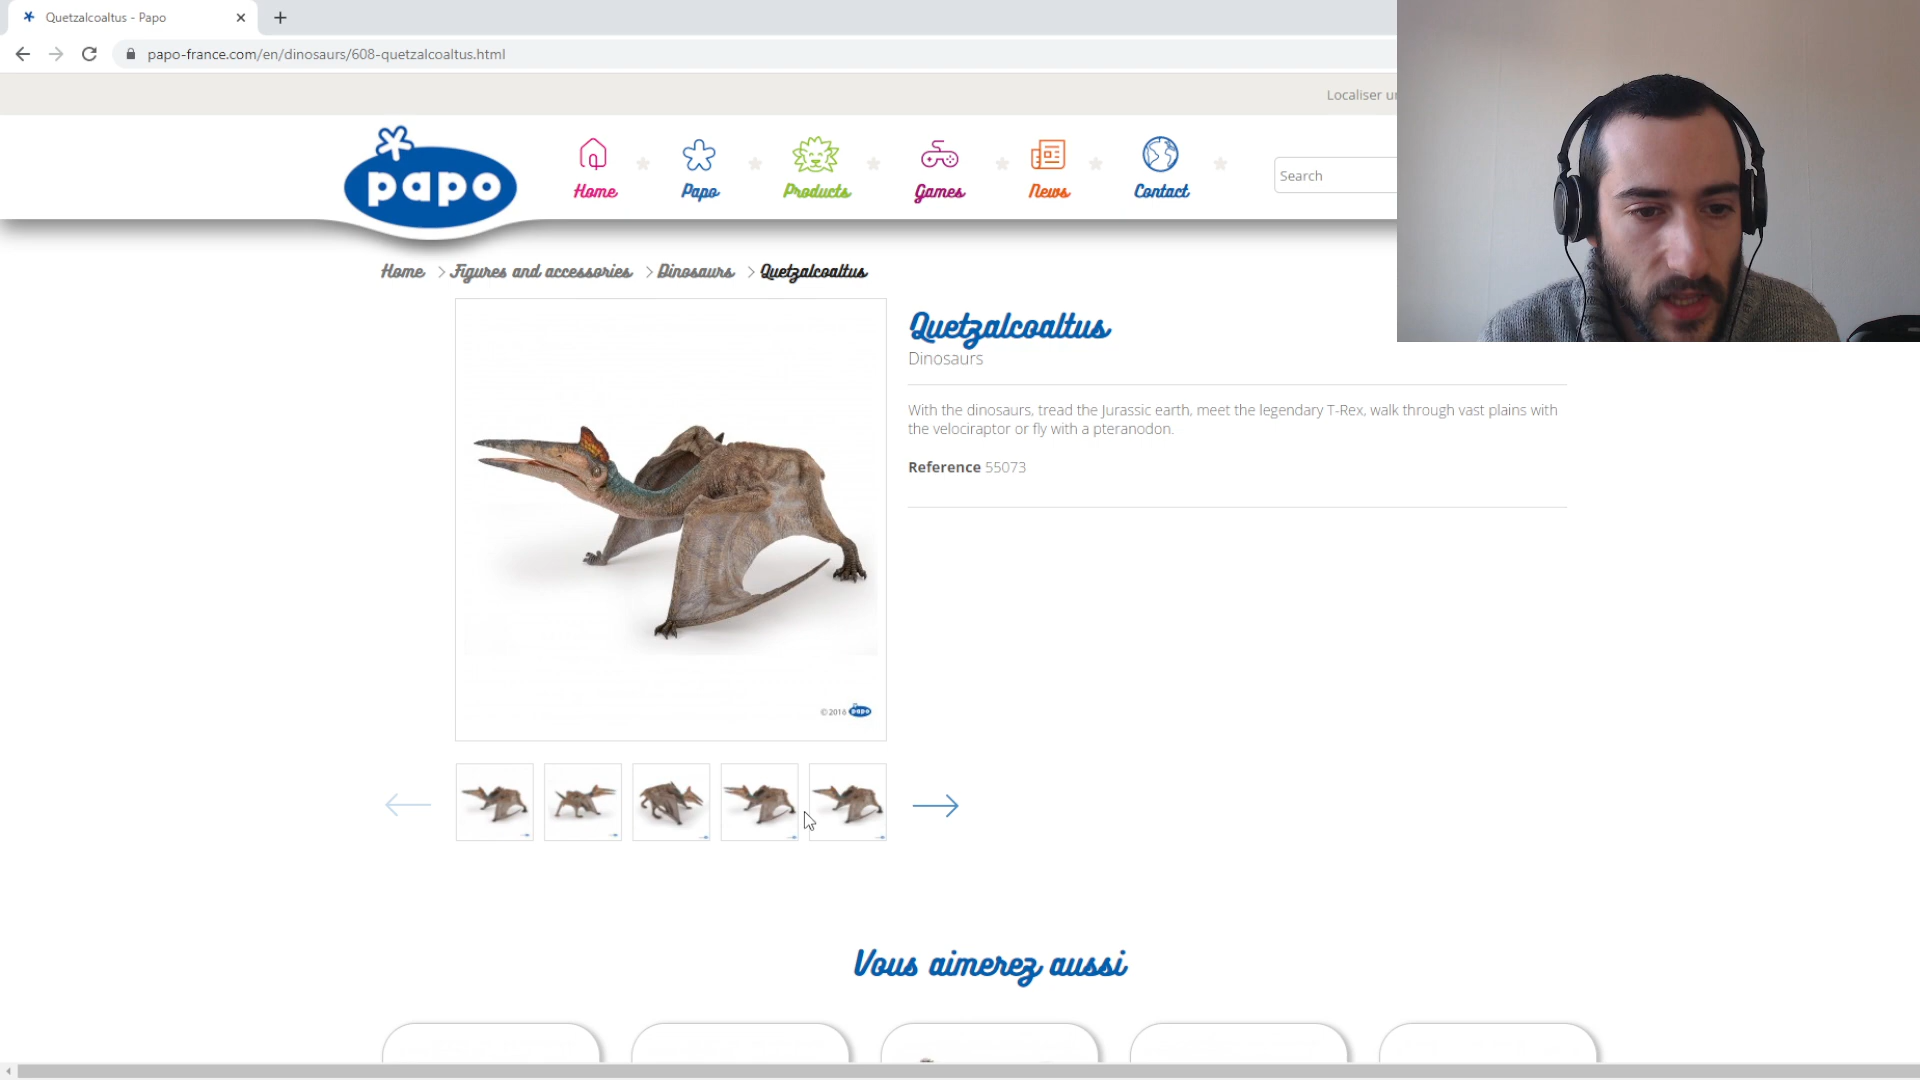 Quetzalcoaltus - Papo
papo-france.com/en/dinosaurs/608-quetzalcoaltus.html
Localiser un
papo
Home
Papo
Products
Games
News
Contact
Search
Home > Figures and accessories > Dinosaurs > Quetzalcoaltus
Quetzalcoaltus
Dinosaurs
With the dinosaurs, tread the Jurassic earth, meet the legendary T-Rex, walk through vast plains with
the velociraptor or fly with a pteranodon.
Reference 55073
©2016 papo
Vous aimerez aussi